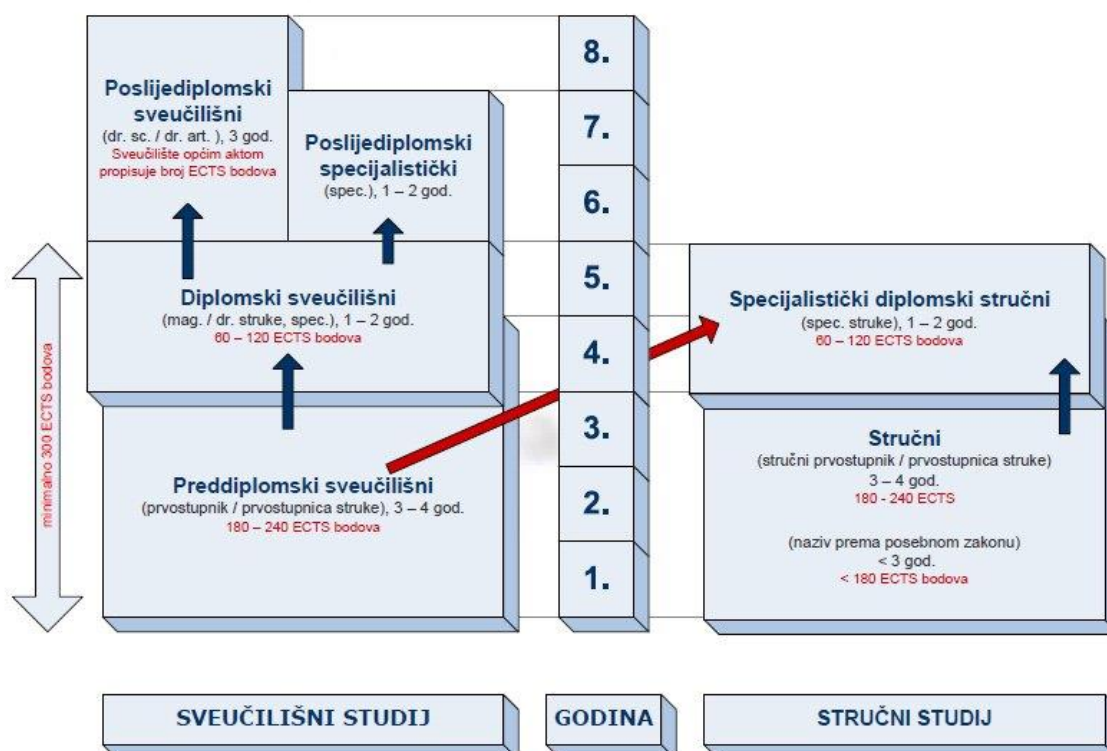 Poslijediplomski
sveučilišni
(dr. sc. / dr. art. ), 3 god.
Sveučilište općim aktom
propisuje broj ECTS bodova
Poslijediplomski
specijalistički
(spec.), 1 – 2 god.
Diplomski sveučilišni
(mag. / dr. struke, spec.), 1 – 2 god.
60 – 120 ECTS bodova
Preddiplomski sveučilišni
(prvostupnik / prvostupnica struke), 3 – 4 god.
180 – 240 ECTS bodova
minimalno 300 ECTS bodova
8.
7.
6.
5.
4.
3.
2.
1.
Specijalistički diplomski stručni
(spec. struke), 1 – 2 god.
60 – 120 ECTS bodova
Stručni
(stručni prvostupnik / prvostupnica struke)
3 – 4 god.
180 - 240 ECTS
(naziv prema posebnom zakonu)
< 3 god.
< 180 ECTS bodova
SVEUČILIŠNI STUDIJ
GODINA
STRUČNI STUDIJ